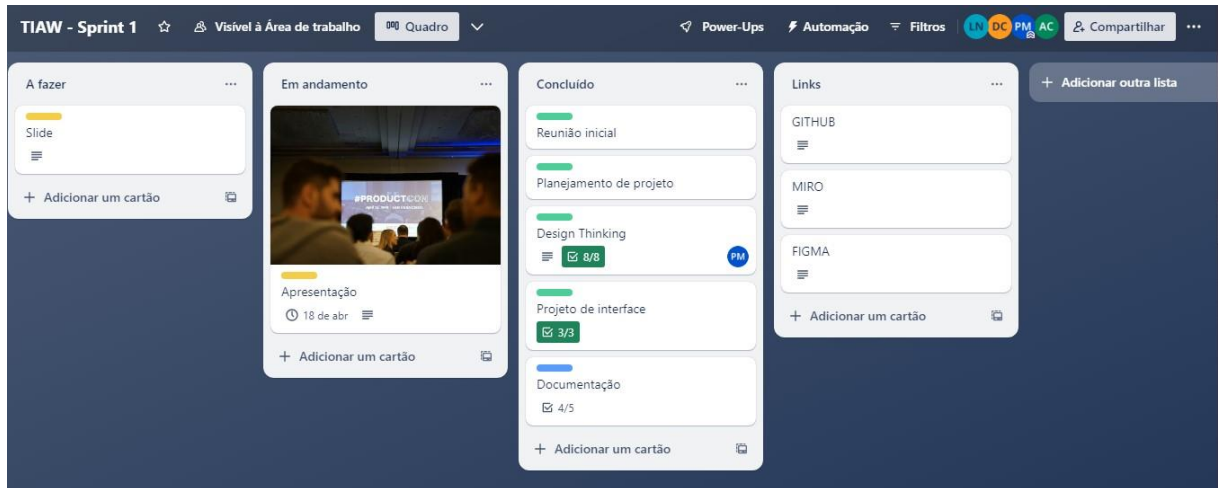 TIAW - Sprint 1 Visível à Área de trabalho Quadro Power-Ups Automação Filtros LN DC PM AC Compartilhar
A fazer
Slide
Adicionar um cartão
Em andamento
#PRODUCTCON
Apresentação
18 de abr
Adicionar um cartão
Concluído
Reunião inicial
Planejamento de projeto
Design Thinking
8/8 PM
Projeto de interface
3/3
Documentação
4/5
Adicionar um cartão
Links
GITHUB
MIRO
FIGMA
Adicionar um cartão
Adicionar outra lista